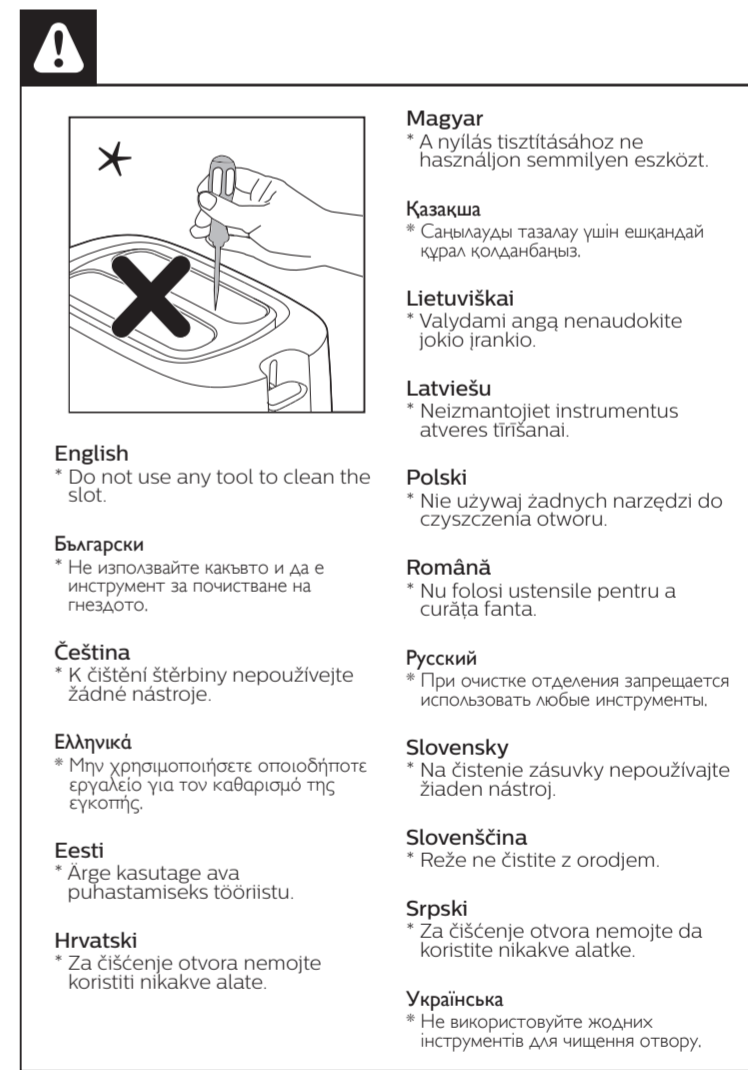 English
* Do not use any tool to clean the
slot.
Български
* Не използвайте какъвто и да е
инструмент за почистване на
гнездото.
Čeština
* K čištění štěrbiny nepoužívejte
žádné nástroje.
Ελληνικά
* Μην χρησιμοποιήσετε οποιοδήποτε
εργαλείο για τον καθαρισμό της
εγκοπής.
Eesti
* Ärge kasutage ava
puhastamiseks tööriistu.
Hrvatski
* Za čišćenje otvora nemojte
koristiti nikakve alate.
Magyar
* A nyílás tisztításához ne
használjon semmilyen eszközt.
Қазақша
* Саңылауды тазалау үшін ешқандай
құрал қолданбаңыз.
Lietuviškai
* Valydami angą nenaudokite
jokio įrankio.
Latviešu
* Neizmantojiet instrumentus
atveres tīrīšanai.
Polski
* Nie używaj żadnych narzędzi do
czyszczenia otworu.
Română
* Nu folosi ustensile pentru a
curăța fanta.
Русский
* При очистке отделения запрещается
использовать любые инструменты.
Slovensky
* Na čistenie zásuvky nepoužívajte
žiaden nástroj.
Slovenščina
* Reže ne čistite z orodjem.
Srpski
* Za čišćenje otvora nemojte da
koristite nikakve alatke.
Українська
* Не використовуйте жодних
інструментів для чищення отвору.